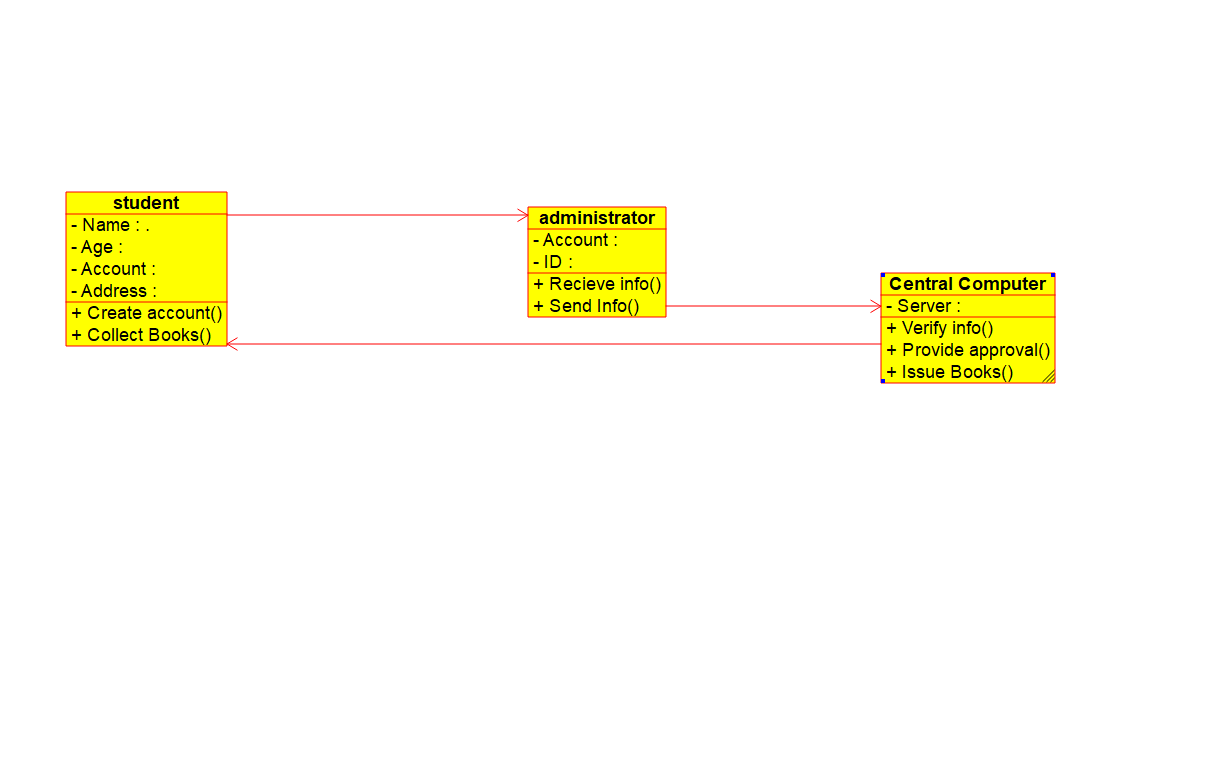 student
- Name : .
- Age :
- Account :
- Address :
+ Create account()
+ Collect Books()
administrator
- Account :
- ID :
+ Recieve info()
+ Send Info()
Central Computer
- Server :
+ Verify info()
+ Provide approval()
+ Issue Books()